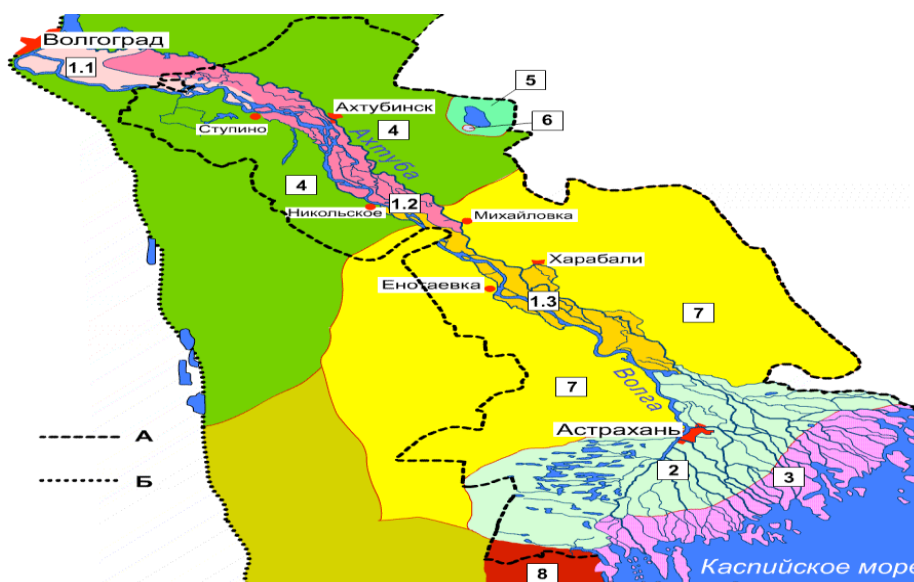 Волгоград
1.1
5
6
Ахтубинск
Ступино
4
Ахтуба
4
1.2
Никольское
Михайловка
Харабали
Енотаевка
1.3
7
7
Волга
Астрахань
А
2
3
Б
Каспийское море
8